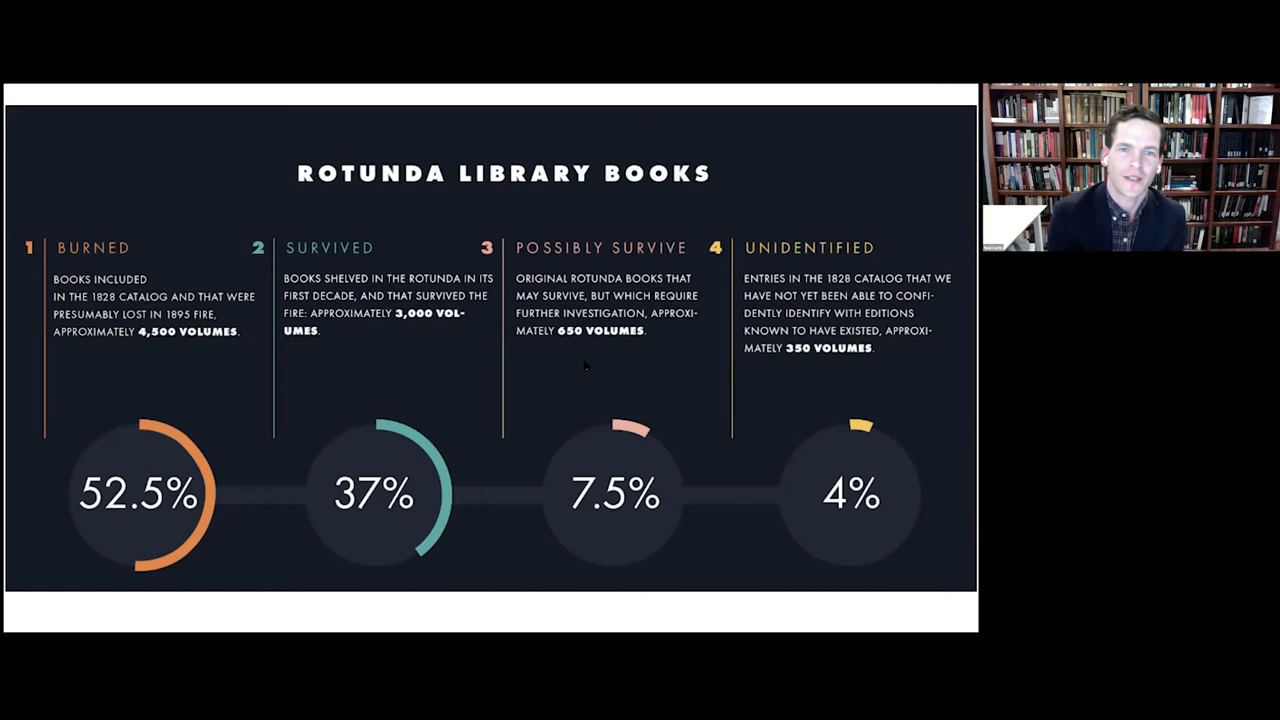 ROTUNDA LIBRARY BOOKS
1 BURNED
BOOKS INCLUDED
IN THE 1828 CATALOG AND THAT WERE
PRESUMABLY LOST IN 1895 FIRE,
APPROXIMATELY 4,500 VOLUMES.
52.5%
2 SURVIVED
BOOKS SHELVED IN THE ROTUNDA IN ITS
FIRST DECADE, AND THAT SURVIVED THE
FIRE: APPROXIMATELY 3,000 VOL-
UMES.
37%
3 POSSIBLY SURVIVE
ORIGINAL ROTUNDA BOOKS THAT
MAY SURVIVE, BUT WHICH REQUIRE
FURTHER INVESTIGATION, APPROXI-
MATELY 650 VOLUMES.
7.5%
4 UNIDENTIFIED
ENTRIES IN THE 1828 CATALOG THAT WE
HAVE NOT YET BEEN ABLE TO CONFI-
DENTLY IDENTIFY WITH EDITIONS
KNOWN TO HAVE EXISTED, APPROXI-
MATELY 350 VOLUMES.
4%